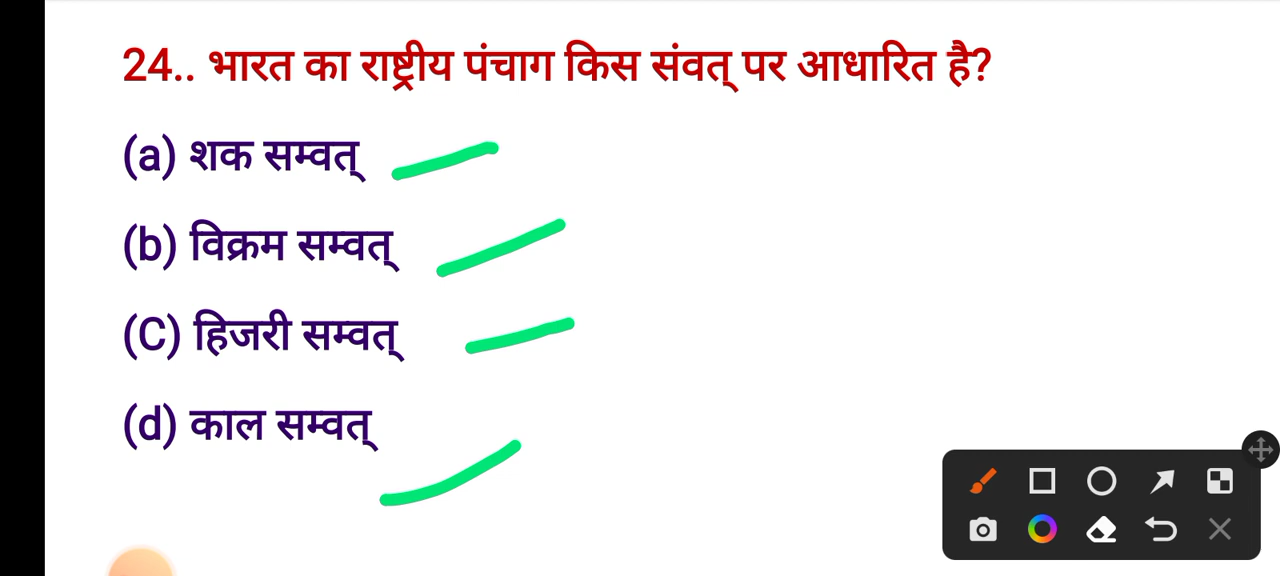 24.. भारत का राष्ट्रीय पंचाग किस संवत् पर आधारित है?
(a) शक सम्वत्
(b) विक्रम सम्वत्
(C) हिजरी सम्वत्
(d) काल सम्वत्